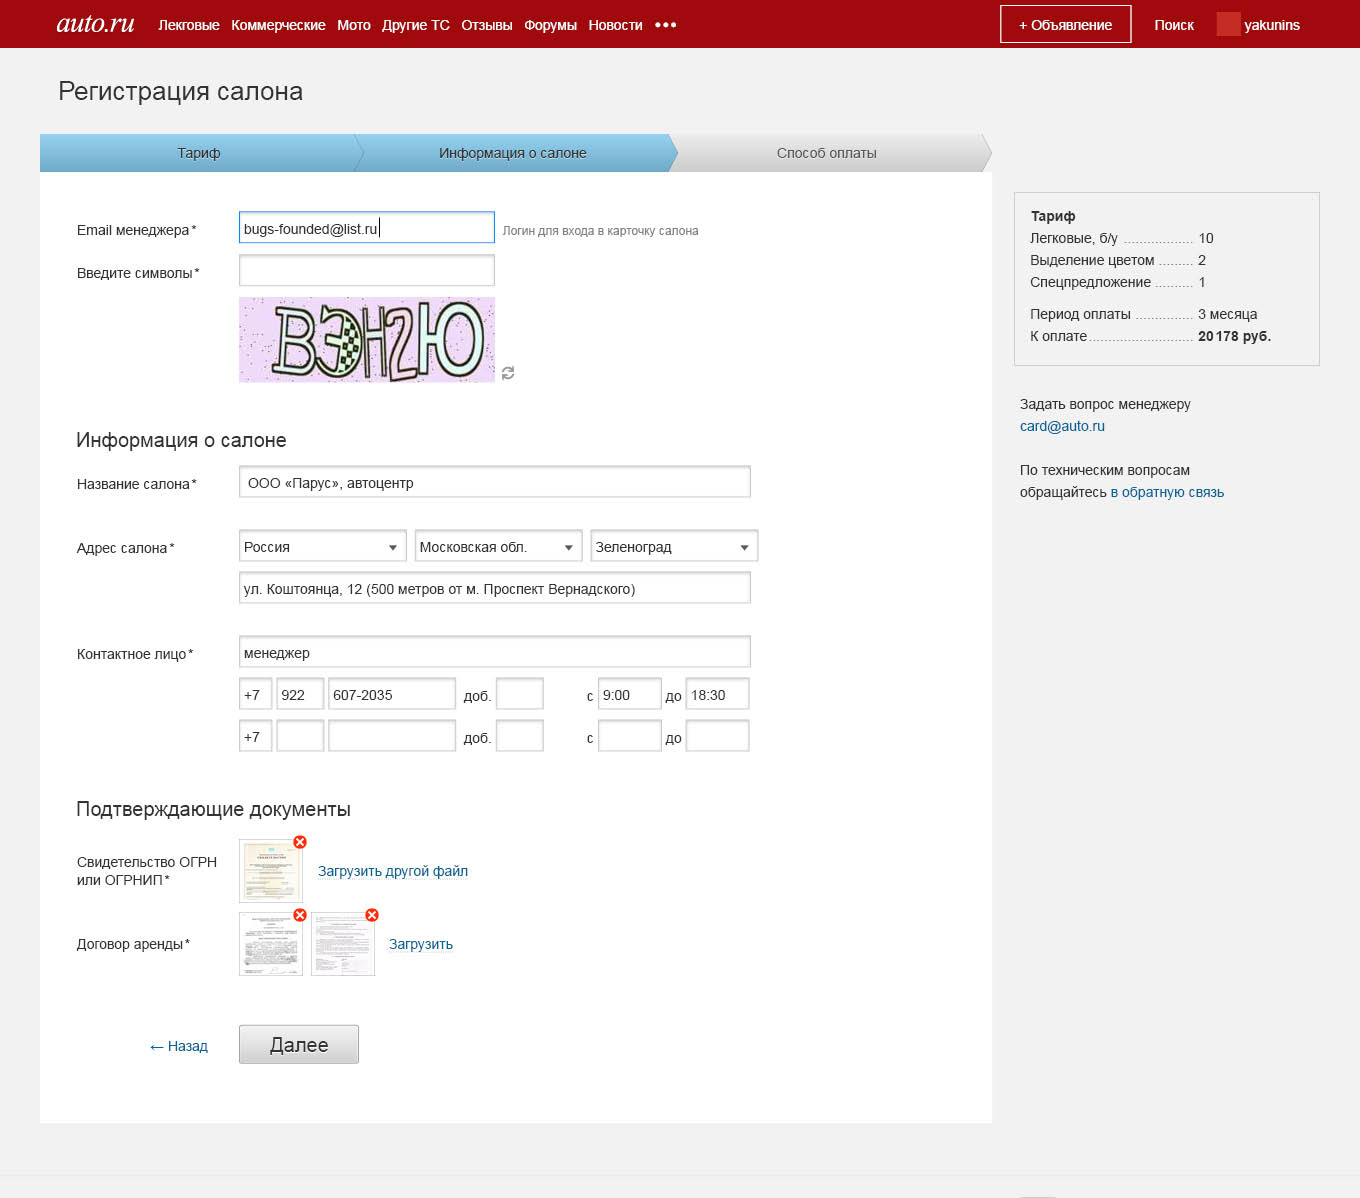 auto.ru Легковые Коммерческие Мото Другие ТС Отзывы Форумы Новости ••• + Объявление Поиск yakunins
Регистрация салона
Тариф Информация о салоне Способ оплаты
Email менеджера* bugs-founded@list.ru Логин для входа в карточку салона
Введите символы*
ВЭН2Ю
Информация о салоне
Название салона* ООО «Парус», автоцентр
Адрес салона* Россия Московская обл. Зеленоград
ул. Коштоянца, 12 (500 метров от м. Проспект Вернадского)
Контактное лицо* менеджер
+7 922 607-2035 доб. с 9:00 до 18:30
+7 доб. с до
Подтверждающие документы
Свидетельство ОГРН
или ОГРНИП*
Загрузить другой файл
Договор аренды* Загрузить
← Назад Далее
Тариф
Легковые, б/у .................. 10
Выделение цветом ......... 2
Спецпредложение .......... 1
Период оплаты ............... 3 месяца
К оплате........................... 20 178 руб.
Задать вопрос менеджеру
card@auto.ru
По техническим вопросам
обращайтесь в обратную связь